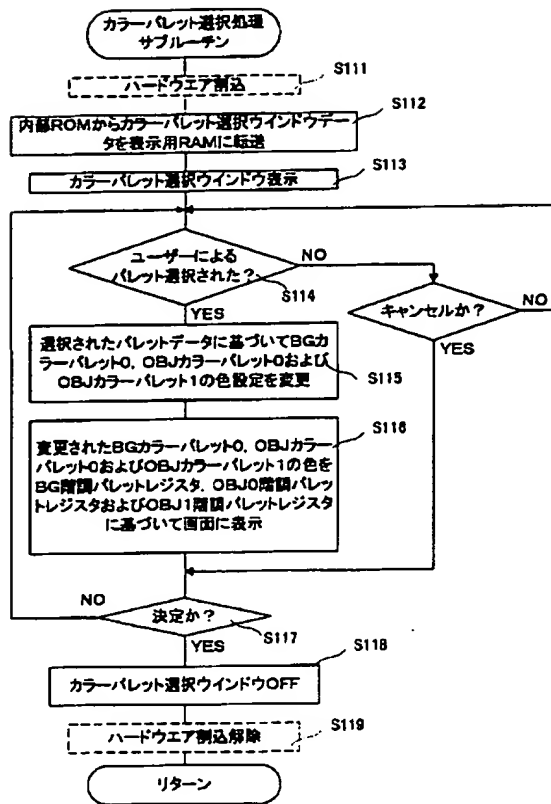 カラーパレット選択処理
サブルーチン
S111
ハードウエア割込
S112
内部ROMからカラーパレット選択ウインドウデー
タを表示用RAMに転送
S113
カラーパレット選択ウインドウ表示
ユーザーによる
パレット選択された？
NO
S114
YES
キャンセルか？
NO
YES
選択されたパレットデータに基づいてBGカ
ラーパレット0、OBJカラーパレット0および
OBJカラーパレット1の色設定を変更
S115
S116
変更されたBGカラーパレット0、OBJカラー
パレット0およびOBJカラーパレット1の色を
BG階調パレットレジスタ、OBJ0階調パレッ
トレジスタおよびOBJ1階調パレットレジスタ
に基づいて画面に表示
NO
決定か？
S117
YES
S118
カラーパレット選択ウインドウOFF
S119
ハードウエア割込解除
リターン